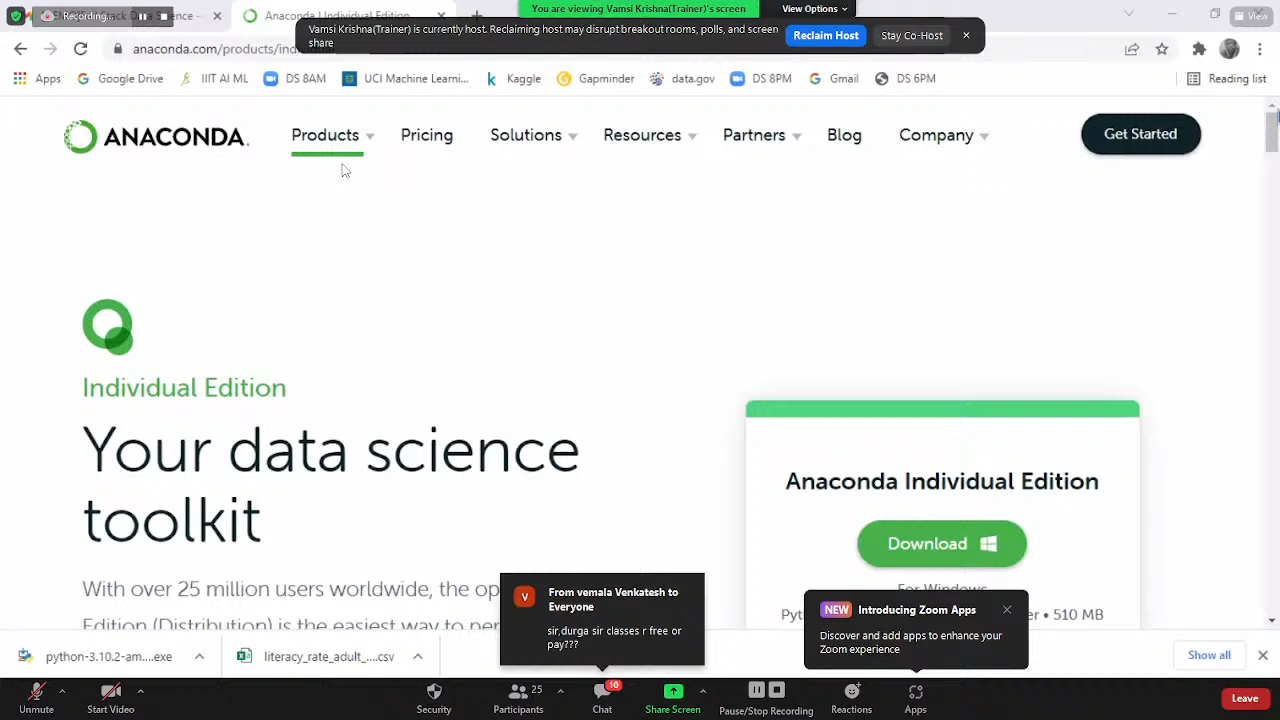 Recording...
Stack Data Science -
Anaconda | Individual Edition
You are viewing Vamsi Krishna(Trainer)'s screen
View Options
View
Vamsi Krishna(Trainer) is currently host. Reclaiming host may disrupt breakout rooms, polls, and screen
share
Reclaim Host
Stay Co-Host
anaconda.com/products/ind
Apps
Google Drive
IIIT AI ML
DS 8AM
UCI Machine Learni...
Kaggle
Gapminder
data.gov
DS 8PM
Gmail
DS 6PM
Reading list
ANACONDA.
Products
Pricing
Solutions
Resources
Partners
Blog
Company
Get Started
Individual Edition
Your data science
toolkit
With over 25 million users worldwide, the op
Edition (Distribution) is the easiest way to per
Anaconda Individual Edition
Download
For Windows
Pyt
er • 510 MB
From vemala Venkatesh to
Everyone
sir,durga sir classes r free or
pay???
NEW Introducing Zoom Apps
Discover and add apps to enhance your
Zoom experience
python-3.10.2-am....exe
literacy_rate_adult_....csv
Show all
Unmute
Start Video
Security
25
Participants
10
Chat
Share Screen
Pause/Stop Recording
Reactions
Apps
Leave